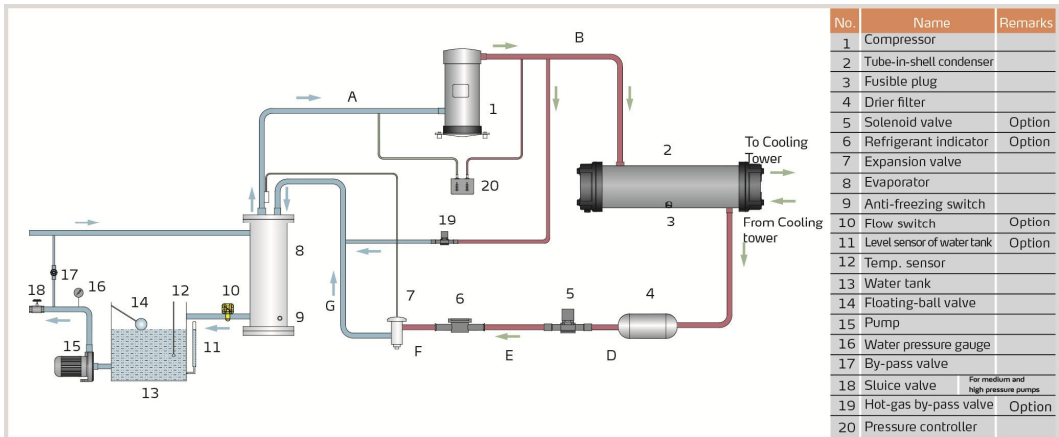 B
A
1
2
To Cooling
Tower
20
3
19
From Cooling
tower
8
17
16
18
14
12
10
7
6
5
4
G
9
15
11
F
E
D
13
No. Name Remarks
1 Compressor
2 Tube-in-shell condenser
3 Fusible plug
4 Drier filter
5 Solenoid valve Option
6 Refrigerant indicator Option
7 Expansion valve
8 Evaporator
9 Anti-freezing switch
10 Flow switch Option
11 Level sensor of water tank Option
12 Temp. sensor
13 Water tank
14 Floating-ball valve
15 Pump
16 Water pressure gauge
17 By-pass valve
18 Sluice valve For medium and
high pressure pumps
19 Hot-gas by-pass valve Option
20 Pressure controller